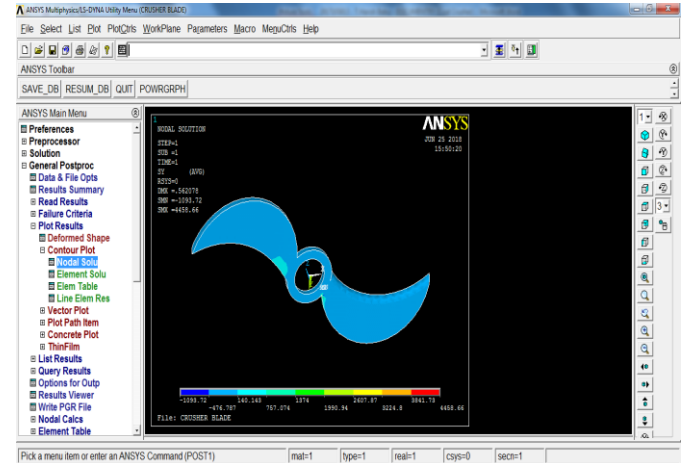 ANSYS Multiphysics/LS-DYNA Utility Menu (CRUSHER BLADE)
File Select List Plot PlotCtrls WorkPlane Parameters Macro MenuCtrls Help
ANSYS Toolbar
SAVE_DB RESUM_DB QUIT POWRGRPH
ANSYS Main Menu
Preferences
Preprocessor
Solution
General Postproc
Data & File Opts
Results Summary
Read Results
Failure Criteria
Plot Results
Deformed Shape
Contour Plot
Nodal Solu
Element Solu
Elem Table
Line Elem Res
Vector Plot
Plot Path Item
Concrete Plot
ThinFilm
List Results
Query Results
Options for Outp
Results Viewer
Write PGR File
Nodal Calcs
Element Table
1
NODAL SOLUTION
STEP=1
SUB =1
TIME=1
SY (AVG)
RSYS=0
DMX =.562078
SMN =-1093.72
SMX =4458.66
ANSYS
JUN 25 2018
15:50:20
-1093.72 140.143 1374 2607.87 3841.73
-476.787 757.074 1990.94 3224.8 4458.66
File: CRUSHER BLADE
1
3
Pick a menu item or enter an ANSYS Command (POST1) mat=1 type=1 real=1 csys=0 secn=1